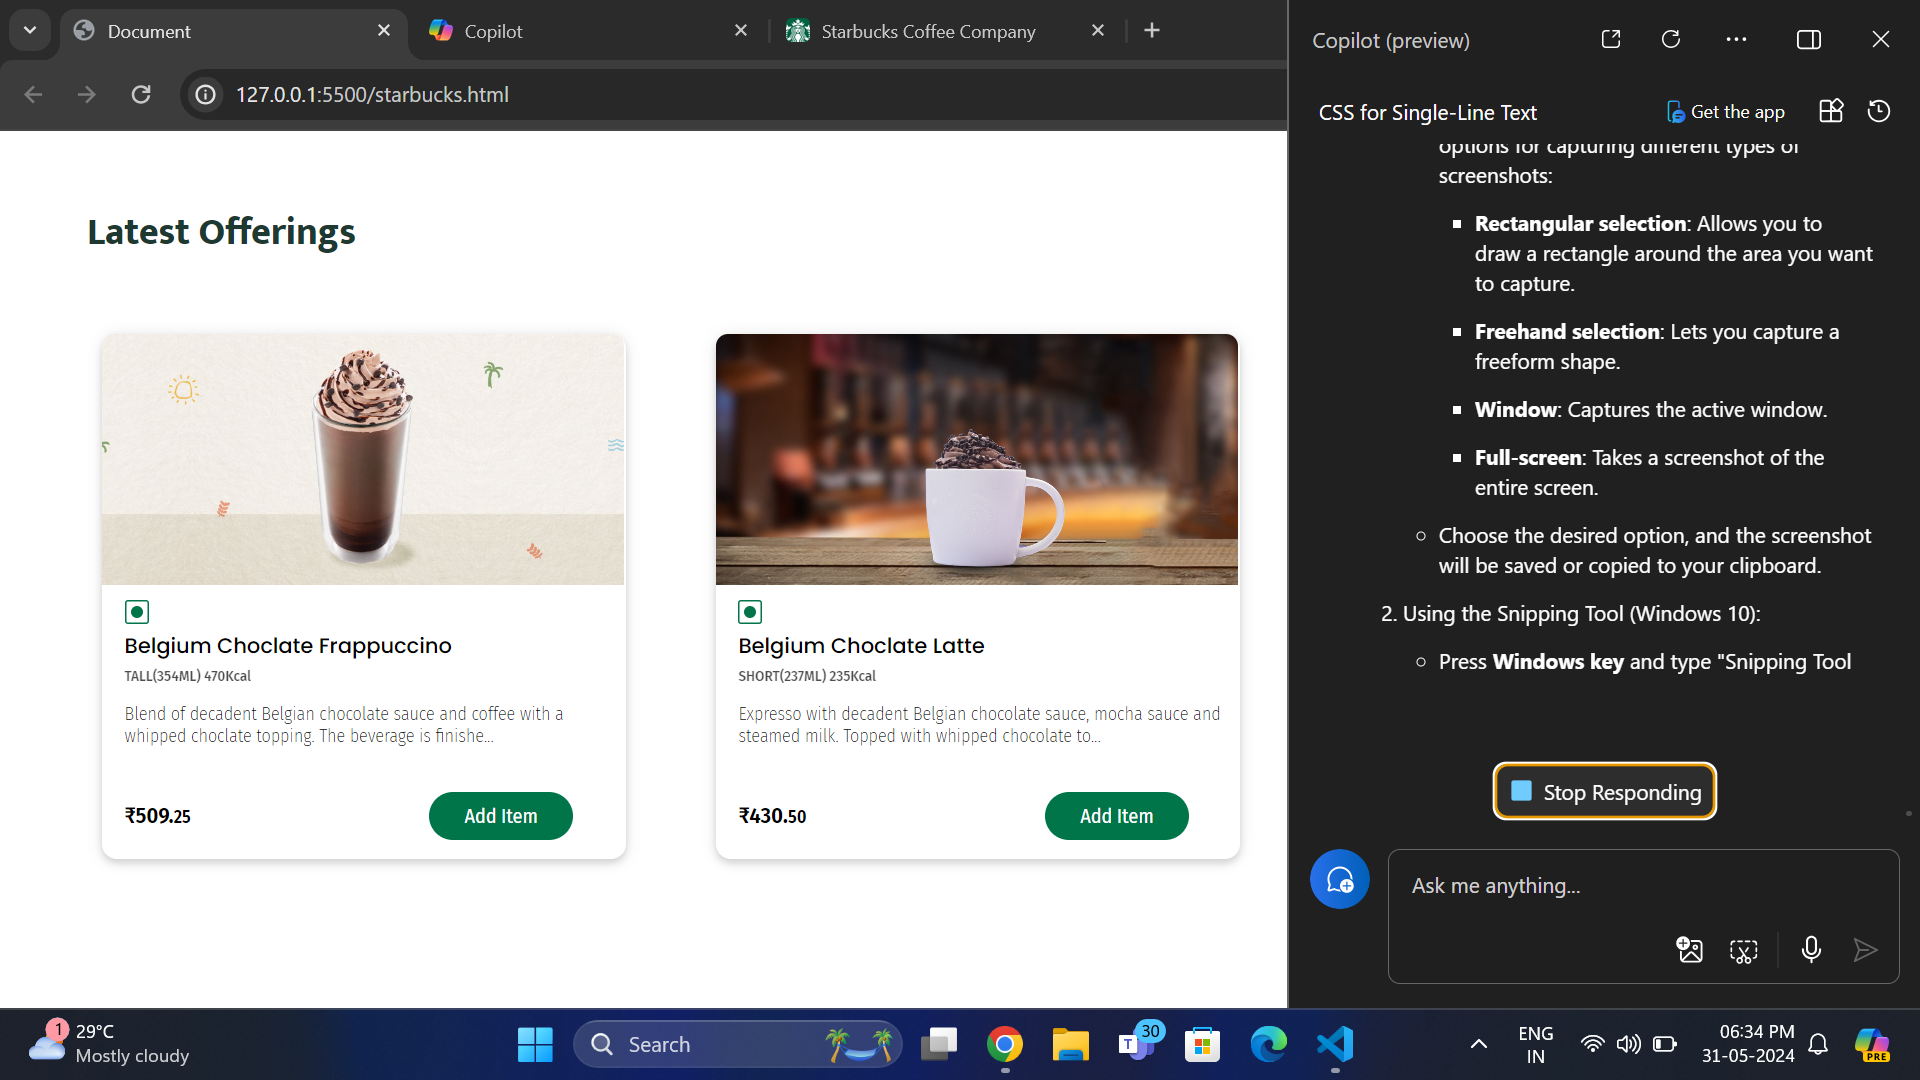 Document
Copilot
Starbucks Coffee Company
127.0.0.1:5500/starbucks.html
Latest Offerings
Belgium Choclate Frappuccino
TALL(354ML) 470Kcal
Blend of decadent Belgian chocolate sauce and coffee with a
whipped choclate topping. The beverage is finishe...
₹509.25
Add Item
Belgium Choclate Latte
SHORT(237ML) 235Kcal
Expresso with decadent Belgian chocolate sauce, mocha sauce and
steamed milk. Topped with whipped chocolate to...
₹430.50
Add Item
Copilot (preview)
CSS for Single-Line Text
Get the app
options for capturing different types of
screenshots:
Rectangular selection: Allows you to
draw a rectangle around the area you want
to capture.
Freehand selection: Lets you capture a
freeform shape.
Window: Captures the active window.
Full-screen: Takes a screenshot of the
entire screen.
Choose the desired option, and the screenshot
will be saved or copied to your clipboard.
2. Using the Snipping Tool (Windows 10):
Press Windows key and type "Snipping Tool
Stop Responding
Ask me anything...
1
29°C
Mostly cloudy
Search
T
30
ENG
IN
06:34 PM
31-05-2024
PRE